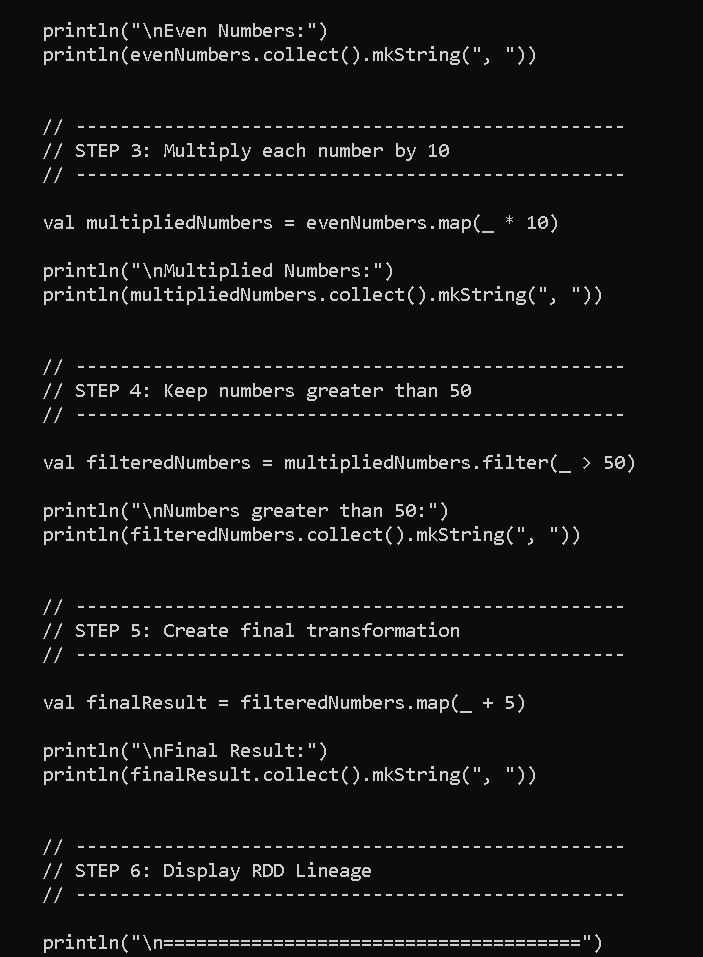 println("\nEven Numbers:")
println(evenNumbers.collect().mkString(", "))
// --------------------------------------------------
// STEP 3: Multiply each number by 10
// --------------------------------------------------
val multipliedNumbers = evenNumbers.map(_ * 10)
println("\nMultiplied Numbers:")
println(multipliedNumbers.collect().mkString(", "))
// --------------------------------------------------
// STEP 4: Keep numbers greater than 50
// --------------------------------------------------
val filteredNumbers = multipliedNumbers.filter(_ > 50)
println("\nNumbers greater than 50:")
println(filteredNumbers.collect().mkString(", "))
// --------------------------------------------------
// STEP 5: Create final transformation
// --------------------------------------------------
val finalResult = filteredNumbers.map(_ + 5)
println("\nFinal Result:")
println(finalResult.collect().mkString(", "))
// --------------------------------------------------
// STEP 6: Display RDD Lineage
// --------------------------------------------------
println("\n======================================")